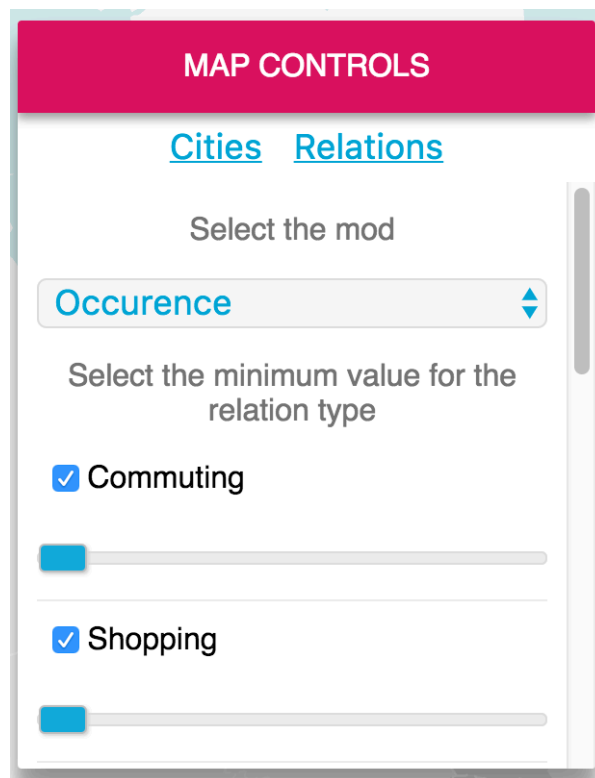 MAP CONTROLS
Cities Relations
Select the mod
Occurence
Select the minimum value for the
relation type
Commuting
Shopping